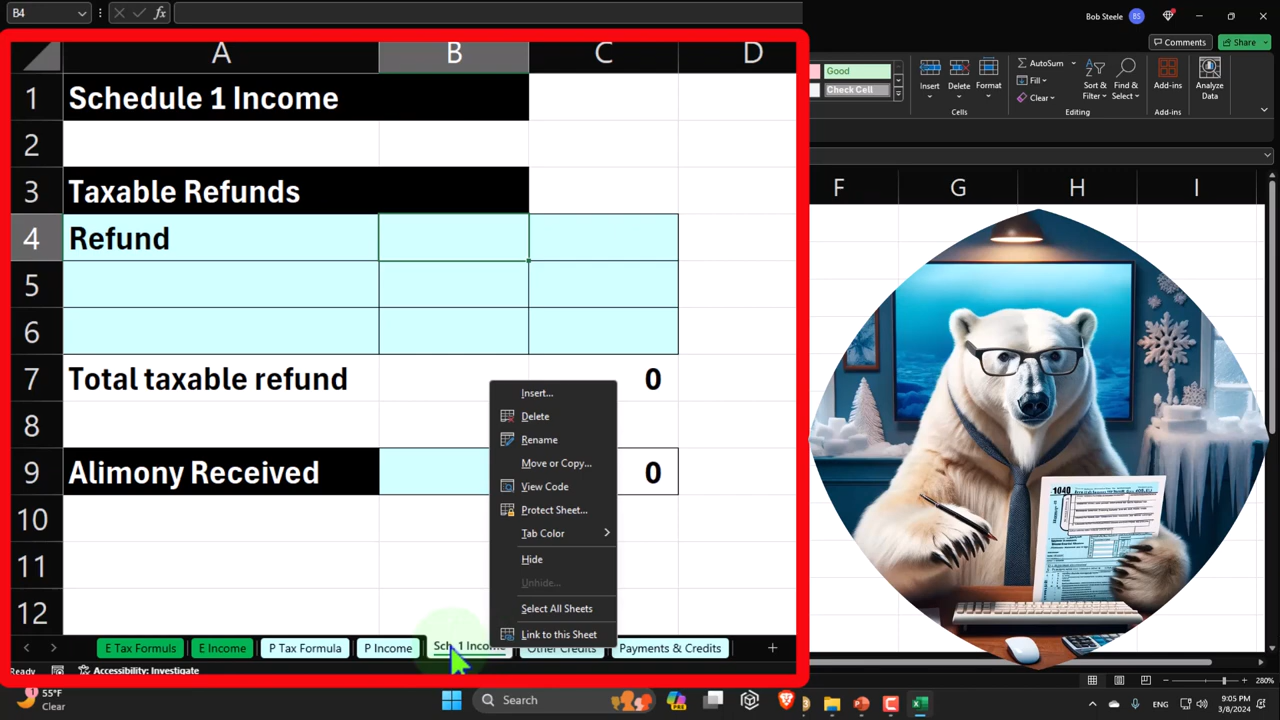 B4
Bob Steele BS
Comments Share
A B C D
1 Schedule 1 Income
2
3 Taxable Refunds
4 Refund
5
6
7 Total taxable refund 0
8
9 Alimony Received 0
10
11
12
Insert...
Delete
Rename
Move or Copy...
View Code
Protect Sheet...
Tab Color
Hide
Unhide...
Select All Sheets
Link to this Sheet
E Tax Formuls E Income P Tax Formula P Income Sch 1 Income Other Credits Payments & Credits
Ready Accessibility: Investigate
Good
Check Cell
Insert Delete Format
Cells
AutoSum
Fill
Clear
Sort & Filter
Find & Select
Editing
Add-ins
Add-ins
Analyze Data
F G H I
1040
280%
55°F
Clear
Search
PRE
ENG
9:05 PM
3/8/2024